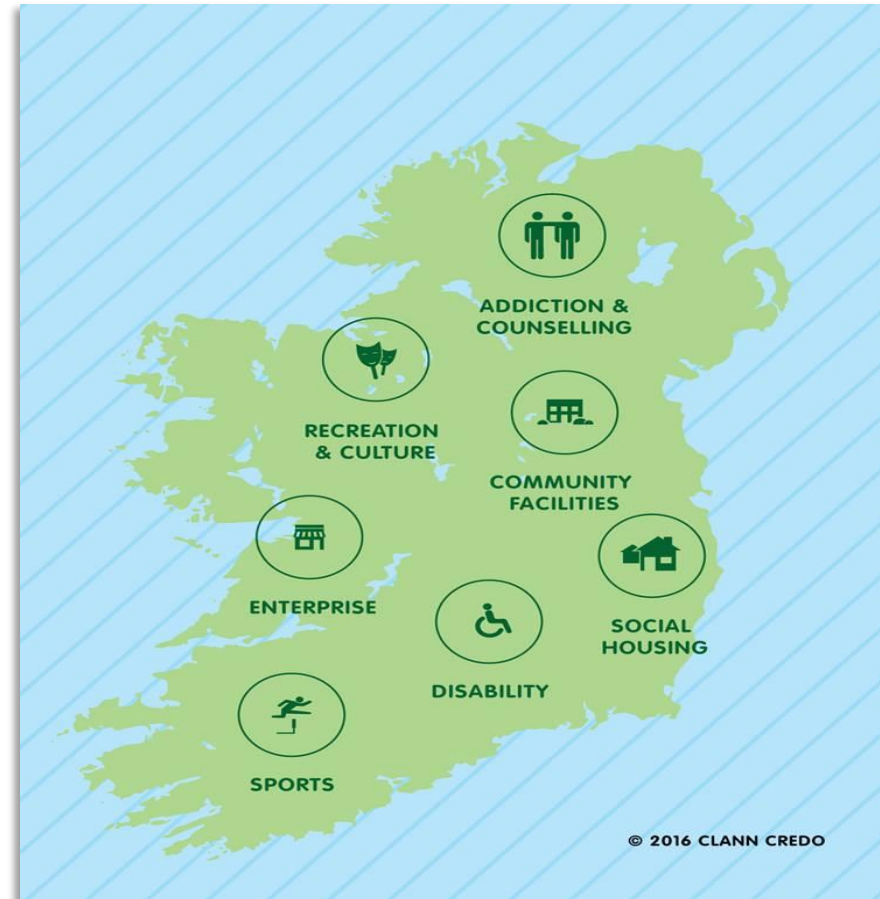 ADDICTION &
COUNSELLING
RECREATION
& CULTURE
COMMUNITY
FACILITIES
ENTERPRISE
SOCIAL
HOUSING
DISABILITY
SPORTS
© 2016 CLANN CREDO